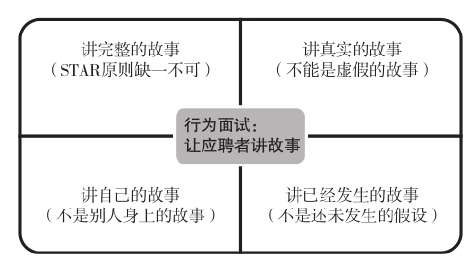 讲完整的故事
（STAR原则缺一不可）
讲真实的故事
（不能是虚假的故事）
行为面试：
让应聘者讲故事
讲自己的故事
（不是别人身上的故事）
讲已经发生的故事
（不是还未发生的假设）